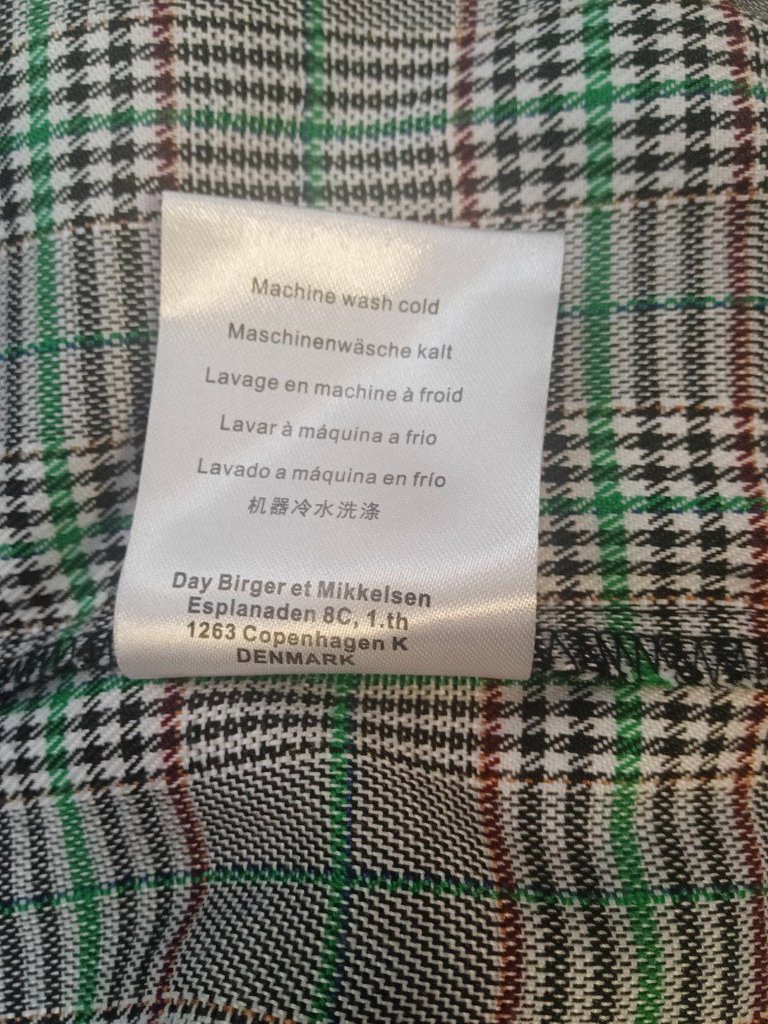 Machine wash cold
Maschinenwäsche kalt
Lavage en machine à froid
Lavar à máquina a frio
Lavado a máquina en frío
机器冷水洗涤
Day Birger et Mikkelsen
Esplanaden 8C, 1.th
1263 Copenhagen K
DENMARK